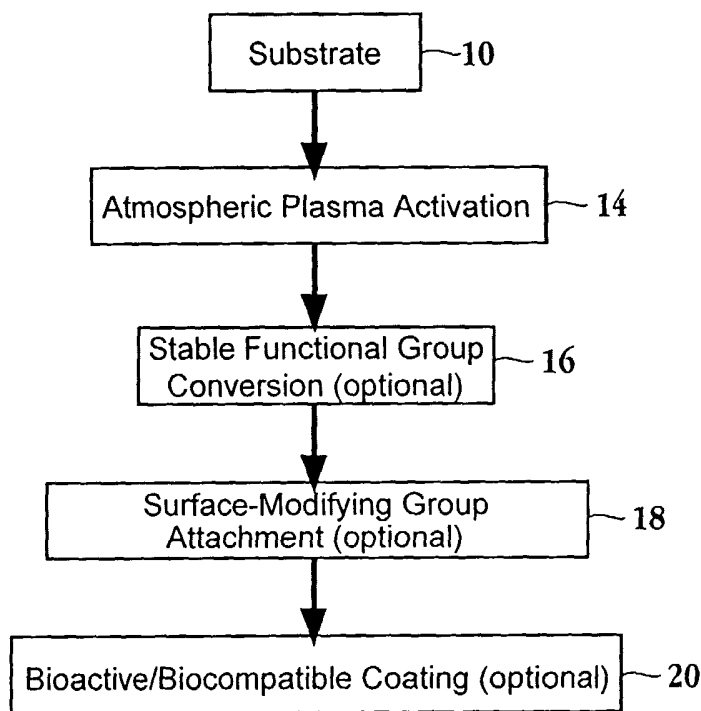 Substrate 10
Atmospheric Plasma Activation 14
Stable Functional Group
Conversion (optional) 16
Surface-Modifying Group
Attachment (optional) 18
Bioactive/Biocompatible Coating (optional) 20